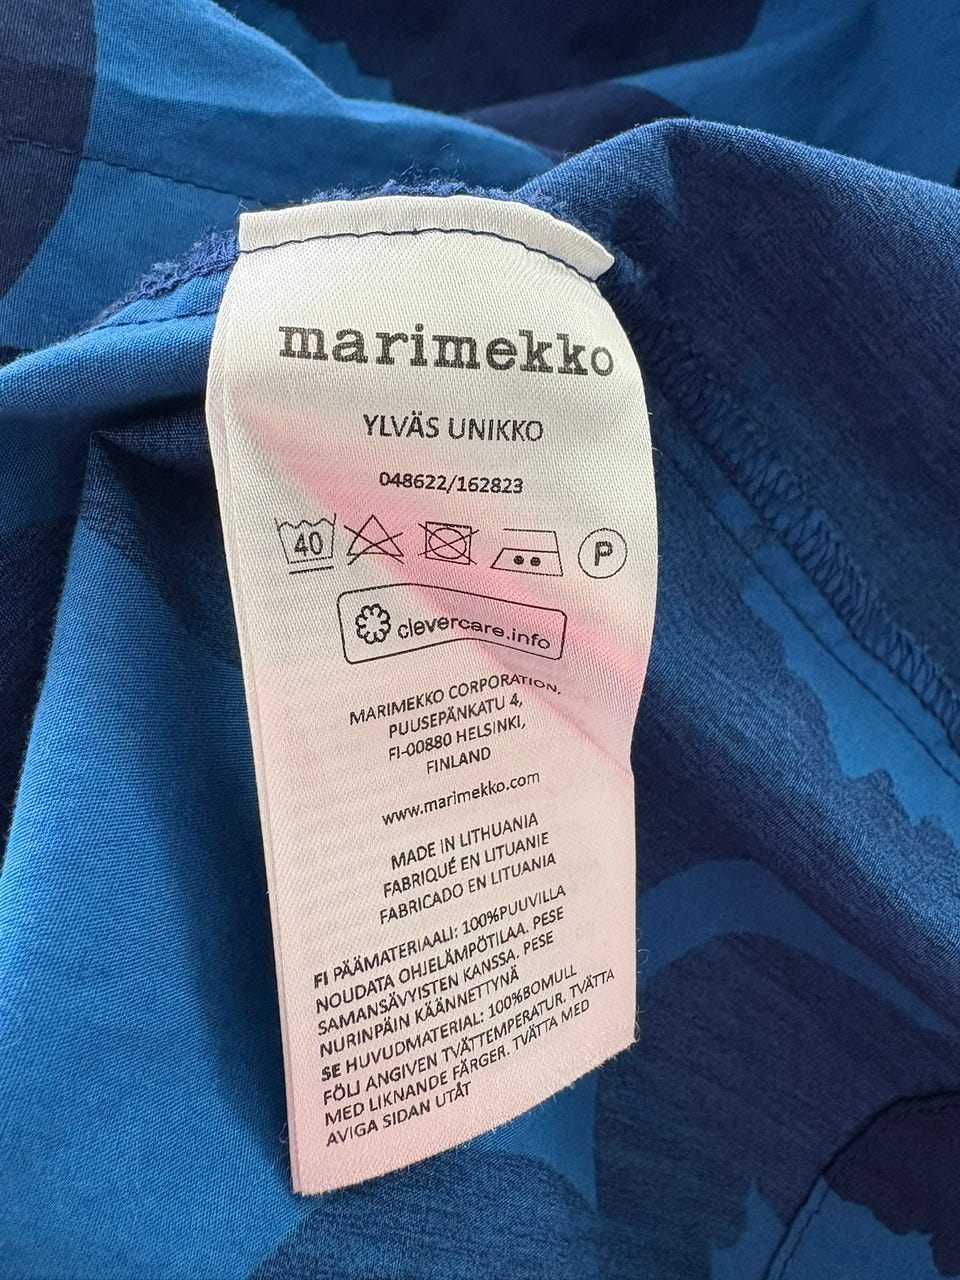 marimekko
YLVÄS UNIKKO
048622/162823
40 P
clevercare.info
MARIMEKKO CORPORATION,
PUUSEPÄNKATU 4,
FI-00880 HELSINKI,
FINLAND
www.marimekko.com
MADE IN LITHUANIA
FABRIQUÉ EN LITUANIE
FABRICADO EN LITUANIA
FI PÄÄMATERIAALI: 100%PUUVILLA
NOUDATA OHJELÄMPÖTILAA. PESE
SAMANSÄVYISTEN KANSSA. PESE
NURINPÄIN KÄÄNNETTYNÄ
SE HUVUDMATERIAL: 100%BOMULL
FÖLJ ANGIVEN TVÄTTEMPERATUR. TVÄTTA
MED LIKNANDE FÄRGER. TVÄTTA MED
AVIGA SIDAN UTÅT